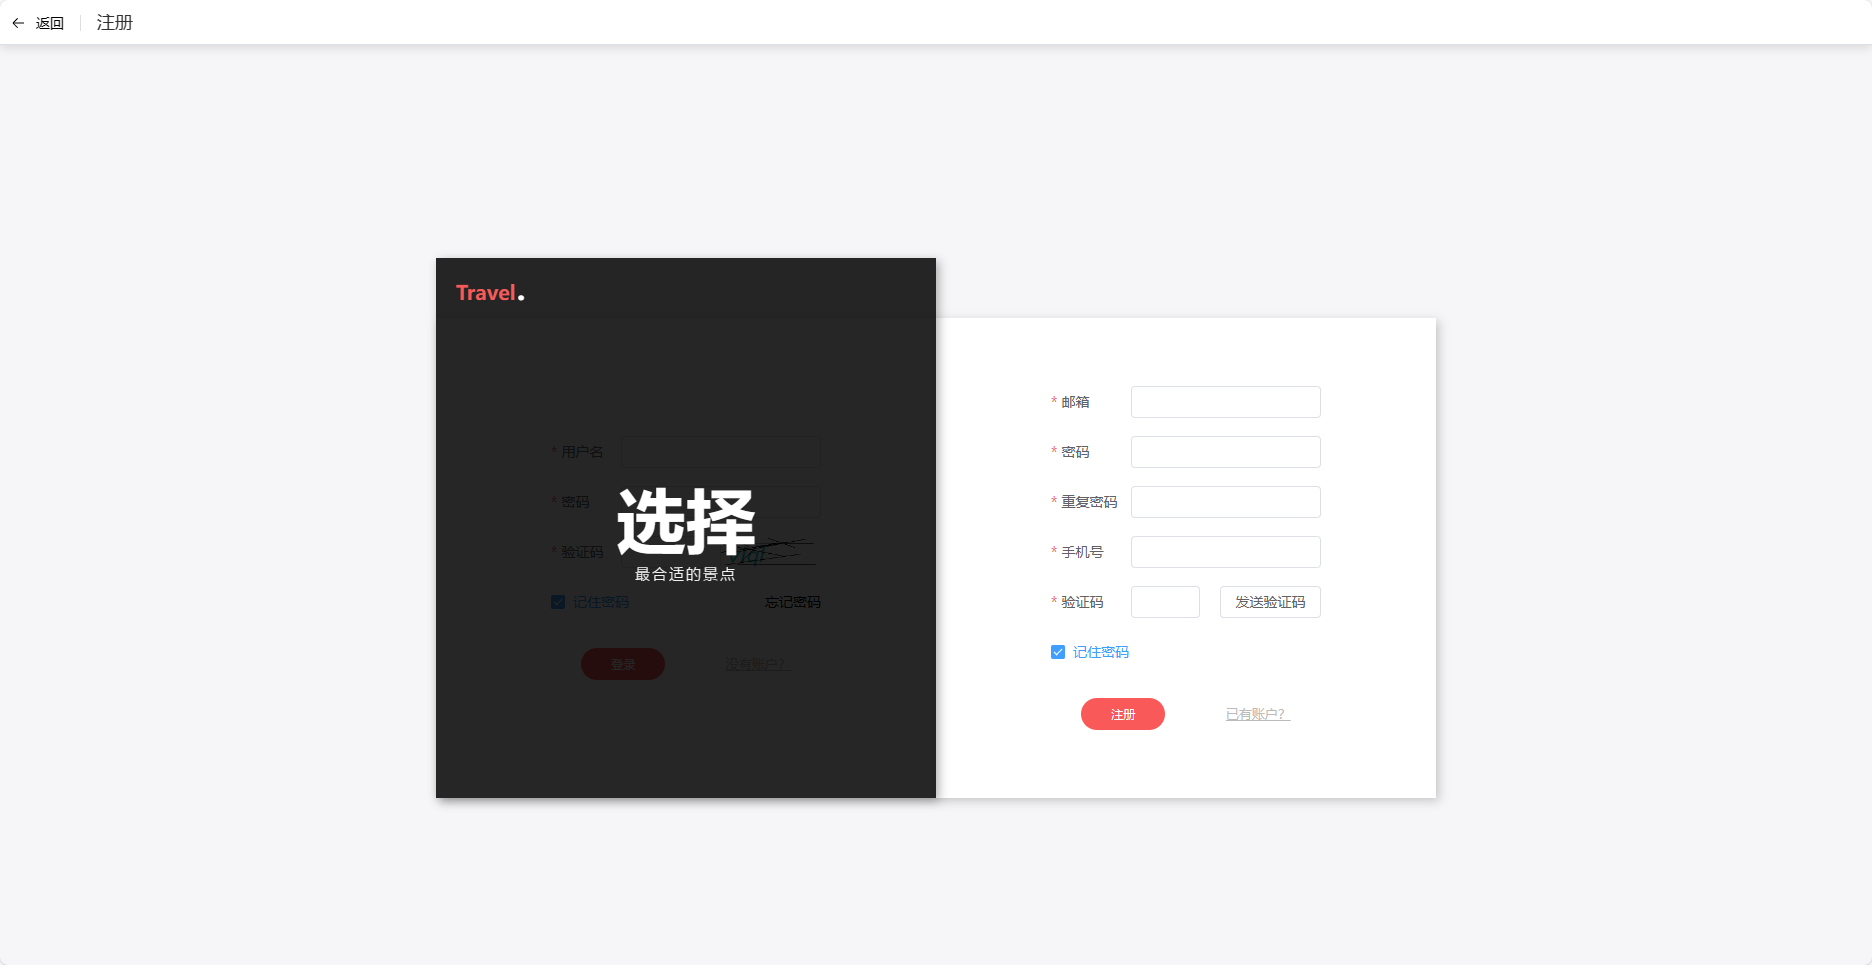 返回 注册
Travel.
* 用户名
* 密码
* 验证码
选择
最合适的景点
记住密码 忘记密码
登录 没有账户？
* 邮箱
* 密码
* 重复密码
* 手机号
* 验证码 发送验证码
记住密码
注册 已有账户？